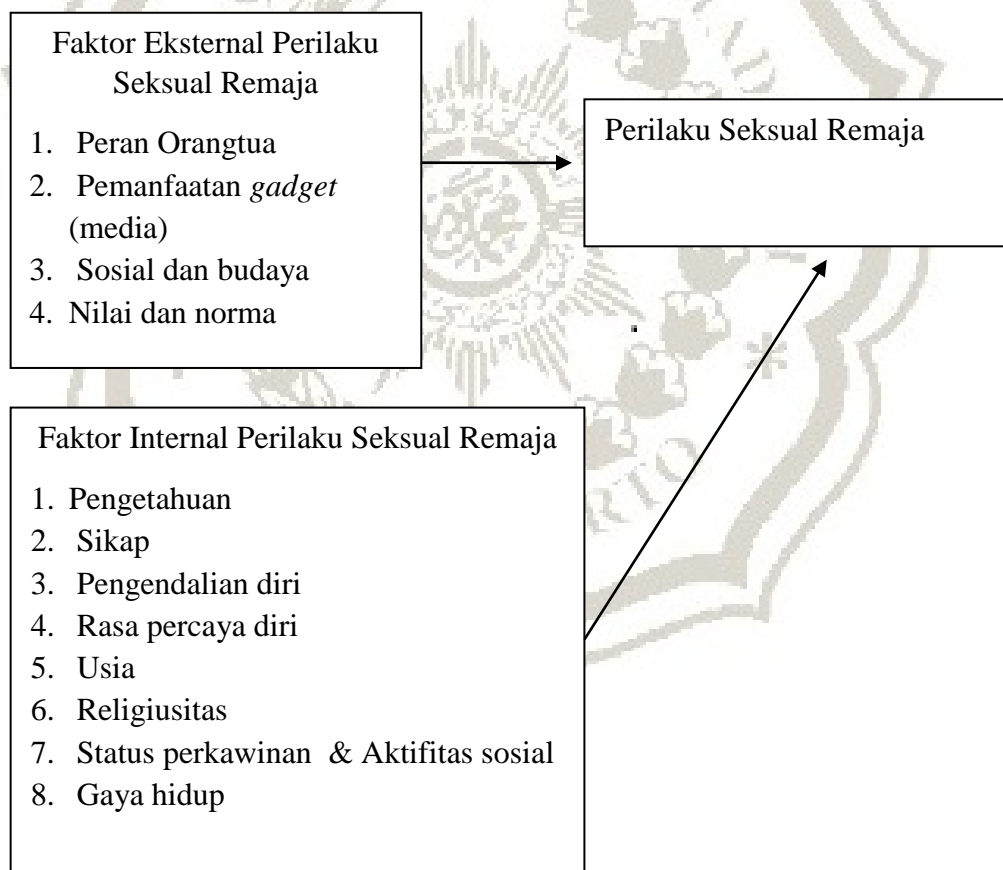 Faktor Eksternal Perilaku
Seksual Remaja
1. Peran Orangtua
2. Pemanfaatan gadget
(media)
3. Sosial dan budaya
4. Nilai dan norma
Perilaku Seksual Remaja
Faktor Internal Perilaku Seksual Remaja
1. Pengetahuan
2. Sikap
3. Pengendalian diri
4. Rasa percaya diri
5. Usia
6. Religiusitas
7. Status perkawinan & Aktifitas sosial
8. Gaya hidup